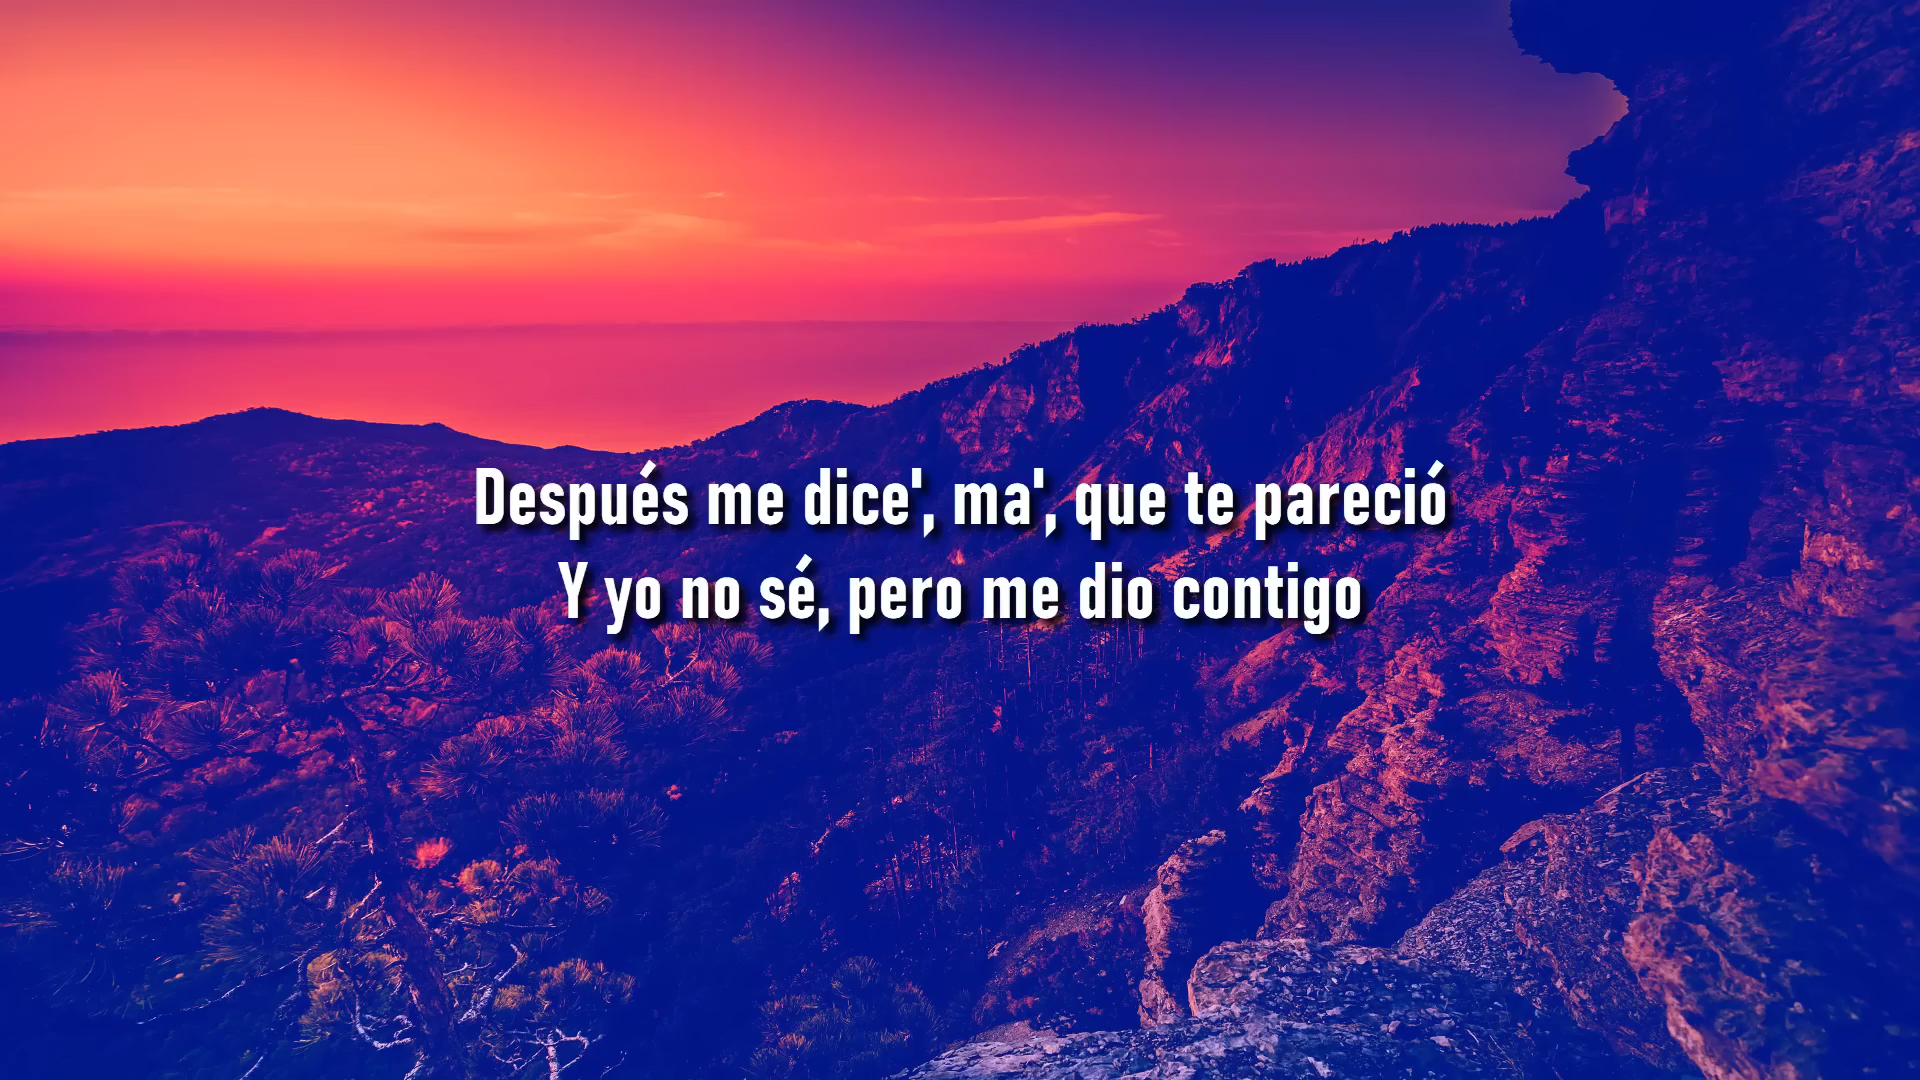 Después me dice', ma', que te pareció
Y yo no sé, pero me dio contigo